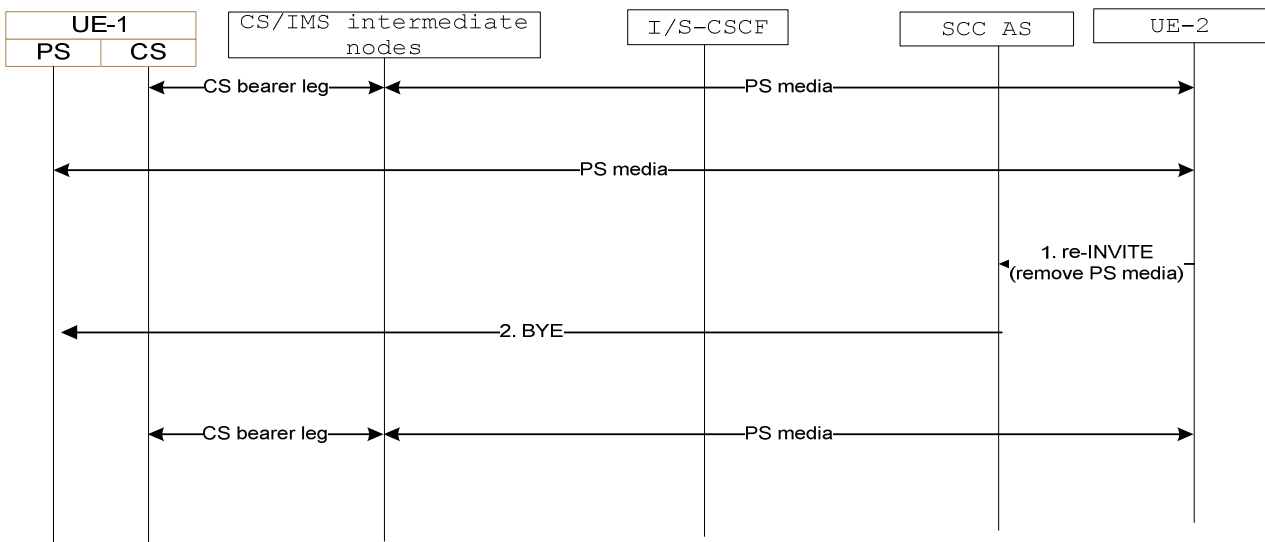 UE-1
PS
CS
CS/IMS intermediate
nodes
I/S-CSCF
SCC AS
UE-2
CS bearer leg
PS media
PS media
1. re-INVITE
(remove PS media)
2. BYE
CS bearer leg
PS media